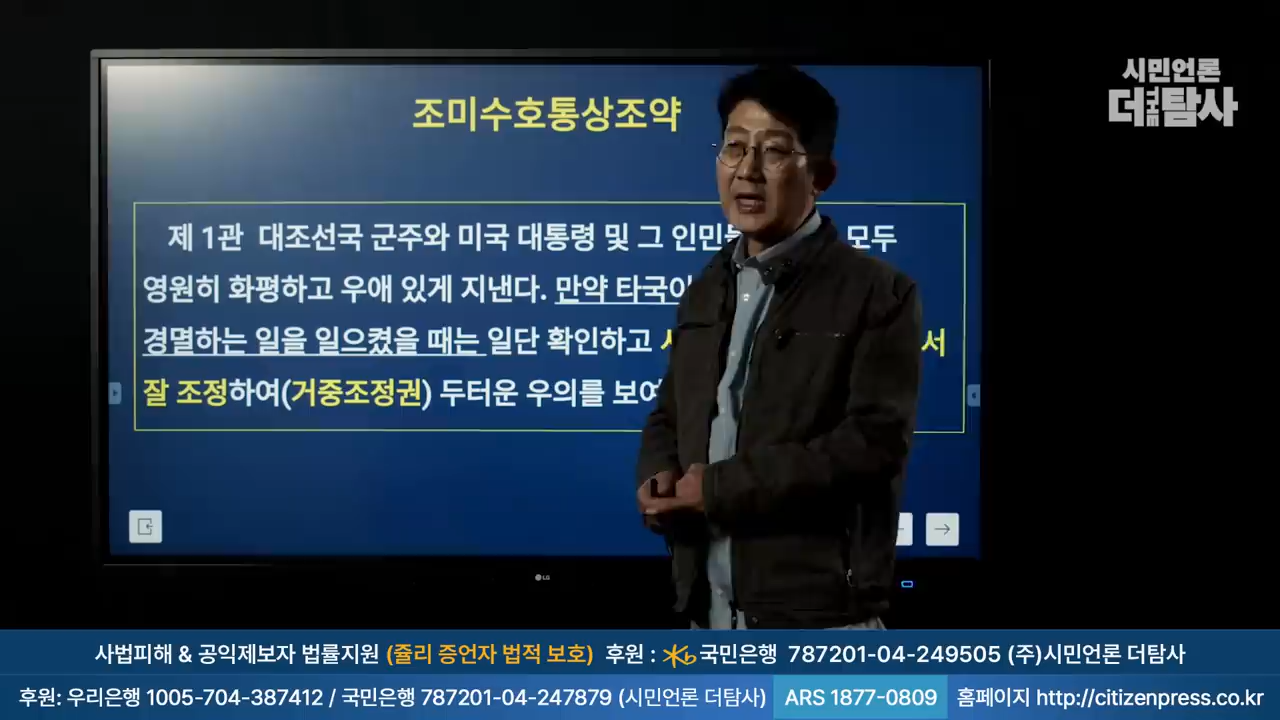 시민언론
더탐사
조미수호통상조약
제 1관 대조선국 군주와 미국 대통령 및 그 인민 모두
영원히 화평하고 우애 있게 지낸다. 만약 타국이
경멸하는 일을 일으켰을 때는 일단 확인하고 서
잘 조정하여(거중조정권) 두터운 우의를 보여
LG
사법피해 & 공익제보자 법률지원 (쥴리 증언자 법적 보호) 후원 : Kb 국민은행 787201-04-249505 (주)시민언론 더탐사
후원: 우리은행 1005-704-387412 / 국민은행 787201-04-247879 (시민언론 더탐사) ARS 1877-0809 홈페이지 http://citizenpress.co.kr